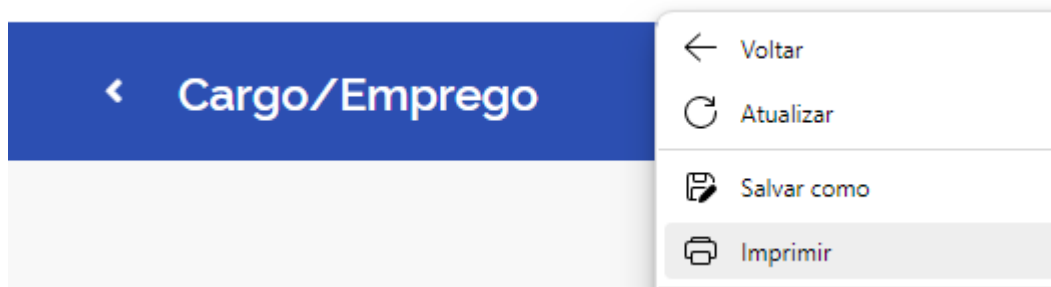 Cargo/Emprego
Voltar
Atualizar
Salvar como
Imprimir